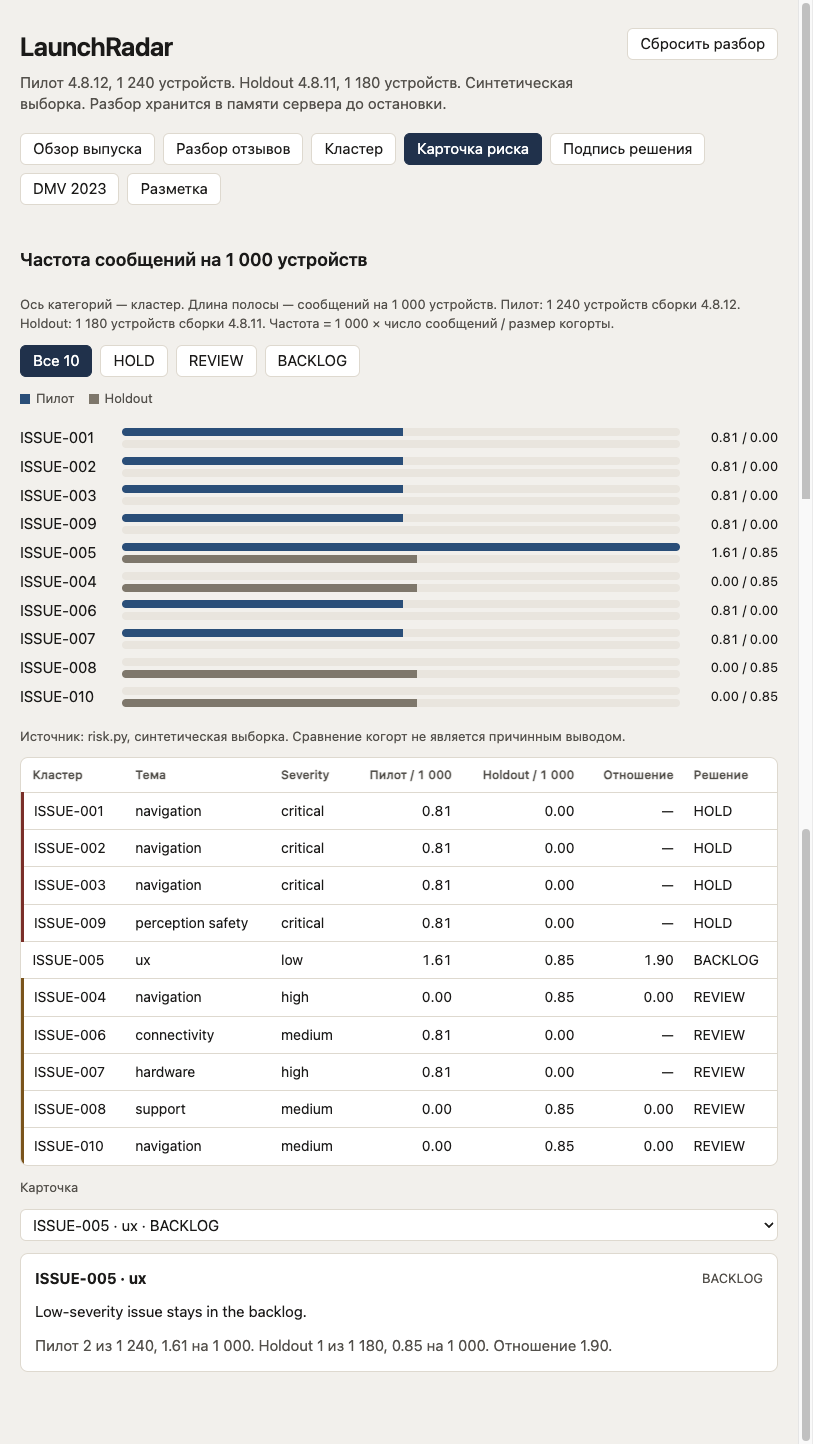 LaunchRadar
Сбросить разбор
Пилот 4.8.12, 1 240 устройств. Holdout 4.8.11, 1 180 устройств. Синтетическая
выборка. Разбор хранится в памяти сервера до остановки.
Обзор выпуска Разбор отзывов Кластер Карточка риска Подпись решения
DMV 2023 Разметка
Частота сообщений на 1 000 устройств
Ось категорий — кластер. Длина полосы — сообщений на 1 000 устройств. Пилот: 1 240 устройств сборки 4.8.12.
Holdout: 1 180 устройств сборки 4.8.11. Частота = 1 000 × число сообщений / размер когорты.
Все 10 HOLD REVIEW BACKLOG
Пилот Holdout
ISSUE-001 0.81 / 0.00
ISSUE-002 0.81 / 0.00
ISSUE-003 0.81 / 0.00
ISSUE-009 0.81 / 0.00
ISSUE-005 1.61 / 0.85
ISSUE-004 0.00 / 0.85
ISSUE-006 0.81 / 0.00
ISSUE-007 0.81 / 0.00
ISSUE-008 0.00 / 0.85
ISSUE-010 0.00 / 0.85
Источник: risk.py, синтетическая выборка. Сравнение когорт не является причинным выводом.
Кластер Тема Severity Пилот / 1 000 Holdout / 1 000 Отношение Решение
ISSUE-001 navigation critical 0.81 0.00 — HOLD
ISSUE-002 navigation critical 0.81 0.00 — HOLD
ISSUE-003 navigation critical 0.81 0.00 — HOLD
ISSUE-009 perception safety critical 0.81 0.00 — HOLD
ISSUE-005 ux low 1.61 0.85 1.90 BACKLOG
ISSUE-004 navigation high 0.00 0.85 0.00 REVIEW
ISSUE-006 connectivity medium 0.81 0.00 — REVIEW
ISSUE-007 hardware high 0.81 0.00 — REVIEW
ISSUE-008 support medium 0.00 0.85 0.00 REVIEW
ISSUE-010 navigation medium 0.00 0.85 0.00 REVIEW
Карточка
ISSUE-005 · ux · BACKLOG
ISSUE-005 · ux BACKLOG
Low-severity issue stays in the backlog.
Пилот 2 из 1 240, 1.61 на 1 000. Holdout 1 из 1 180, 0.85 на 1 000. Отношение 1.90.